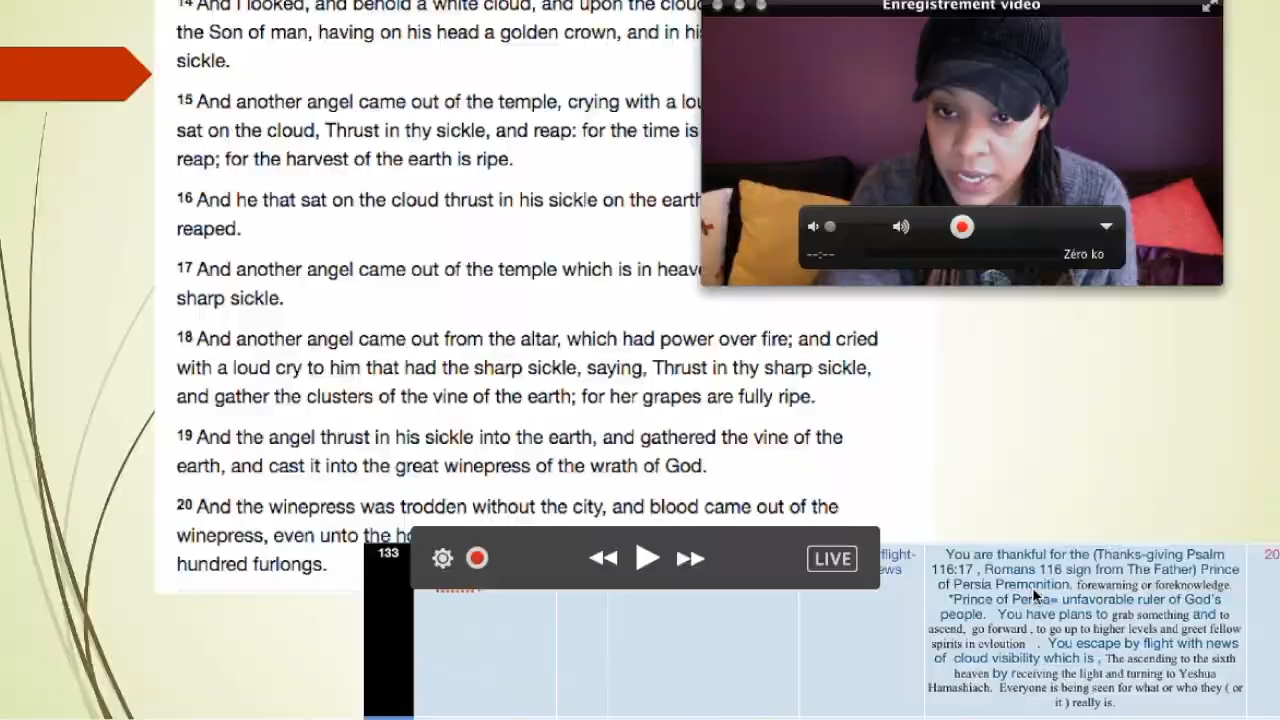 14 And I looked, and behold a white cloud, and upon the clou
the Son of man, having on his head a golden crown, and in his
sickle.
15 And another angel came out of the temple, crying with a lou
sat on the cloud, Thrust in thy sickle, and reap: for the time is
reap; for the harvest of the earth is ripe.
16 And he that sat on the cloud thrust in his sickle on the earth
reaped.
17 And another angel came out of the temple which is in heave
sharp sickle.
18 And another angel came out from the altar, which had power over fire; and cried
with a loud cry to him that had the sharp sickle, saying, Thrust in thy sharp sickle,
and gather the clusters of the vine of the earth; for her grapes are fully ripe.
19 And the angel thrust in his sickle into the earth, and gathered the vine of the
earth, and cast it into the great winepress of the wrath of God.
20 And the winepress was trodden without the city, and blood came out of the
winepress, even unto the ho
hundred furlongs.
Enregistrement vidéo
--:--
Zéro ko
LIVE
133
flight-
ews
You are thankful for the (Thanks-giving Psalm
116:17 , Romans 116 sign from The Father) Prince
of Persia Premonition, forewarning or foreknowledge.
*Prince of Persia= unfavorable ruler of God's
people. You have plans to grab something and to
ascend, go forward , to go up to higher levels and greet fellow
spirits in evloution . You escape by flight with news
of cloud visibility which is , The ascending to the sixth
heaven by receiving the light and turning to Yeshua
Hamashiach. Everyone is being seen for what or who they ( or
it ) really is.
20